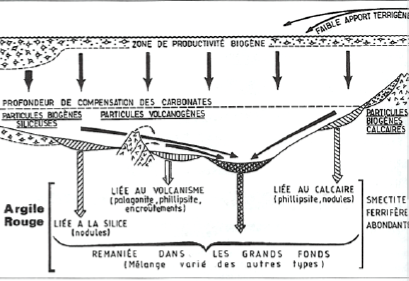 FAIBLE APPORT TERRIGÈNE
ZONE DE PRODUCTIVITÉ BIOGÈNE
PROFONDEUR DE COMPENSATION DES CARBONATES
PARTICULES BIOGÈNES
SILICEUSES
PARTICULES VOLCANOGÈNES
PARTICULES
BIOGÈNES
CALCAIRES
LIÉE AU VOLCANISME
(palagonite, phillipsite,
encroûtements)
LIÉE AU CALCAIRE
(phillipsite, nodules)
SMECTITE
FERRIFÈRE
ABONDANTE
Argile
Rouge
LIÉE A LA SILICE
(nodules)
REMANIÉE DANS LES GRANDS FONDS
(Mélange varié des autres types)